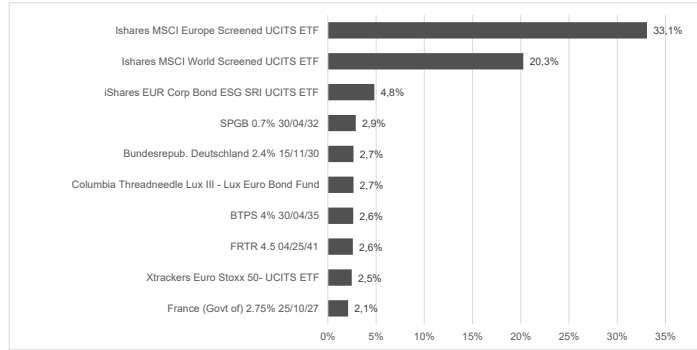 Ishares MSCI Europe Screened UCITS ETF 33,1%
Ishares MSCI World Screened UCITS ETF 20,3%
iShares EUR Corp Bond ESG SRI UCITS ETF 4,8%
SPGB 0.7% 30/04/32 2,9%
Bundesrepub. Deutschland 2.4% 15/11/30 2,7%
Columbia Threadneedle Lux III - Lux Euro Bond Fund 2,7%
BTPS 4% 30/04/35 2,6%
FRTR 4.5 04/25/41 2,6%
Xtrackers Euro Stoxx 50- UCITS ETF 2,5%
France (Govt of) 2.75% 25/10/27 2,1%
0% 5% 10% 15% 20% 25% 30% 35%